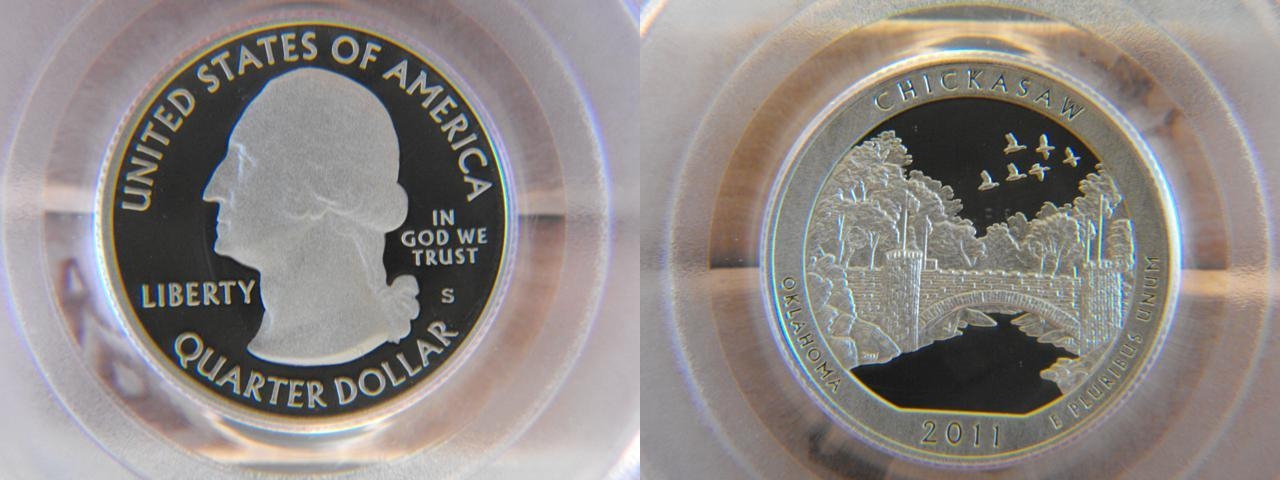 UNITED STATES OF AMERICA
IN
GOD WE
TRUST
LIBERTY
S
QUARTER DOLLAR
CHICKASAW
OKLAHOMA
2011
E PLURIBUS UNUM